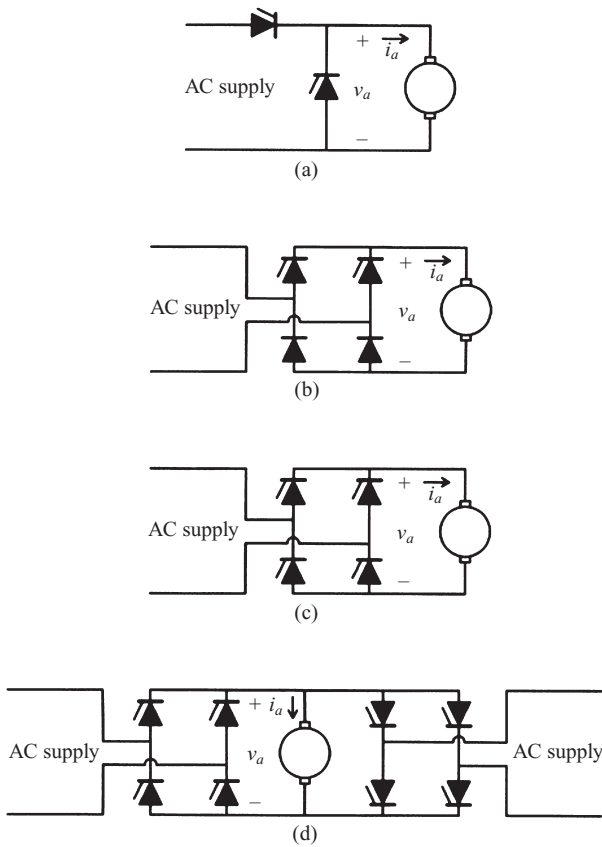 + i_a
AC supply v_a
−
(a)
+ i_a
AC supply v_a
−
(b)
+ i_a
AC supply v_a
−
(c)
+ i_a
AC supply v_a AC supply
−
(d)